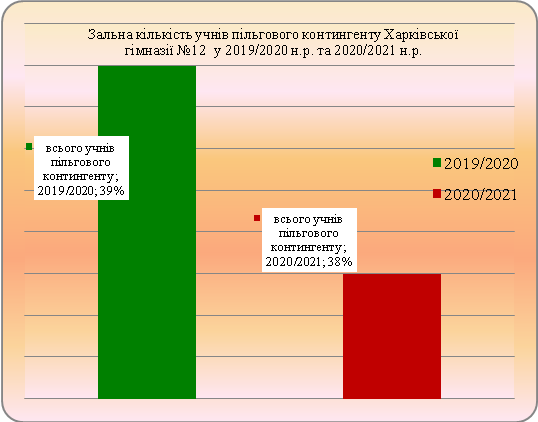 Зальна кількість учнів пільгового контингенту Харківської
гімназії №12 у 2019/2020 н.р. та 2020/2021 н.р.
всього учнів
пільгового
контингенту;
2019/2020; 39%
2019/2020
2020/2021
всього учнів
пільгового
контингенту;
2020/2021; 38%